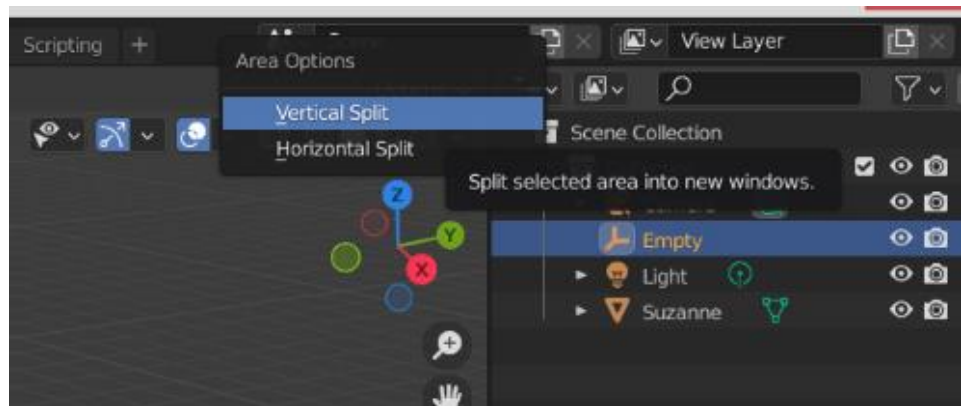 Scripting +
View Layer
Area Options
Vertical Split
Horizontal Split
Scene Collection
Split selected area into new windows.
Z
Y
X
Empty
Light
Suzanne